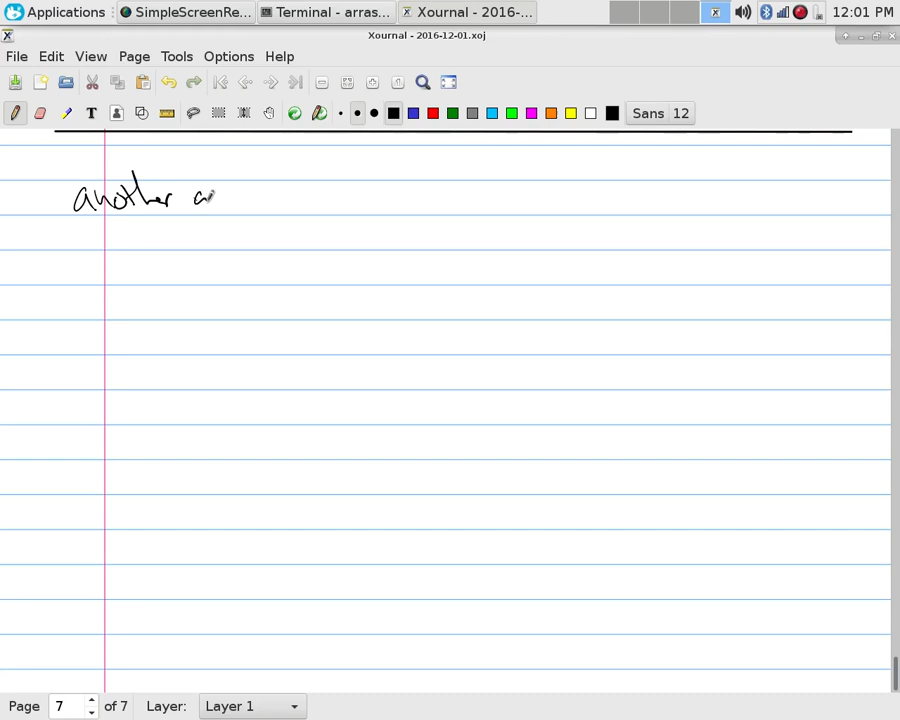 Applications SimpleScreenRe... Terminal - arras... Xournal - 2016-... 12:01 PM
Xournal - 2016-12-01.xoj
File Edit View Page Tools Options Help
T Sans 12
another
Page 7 of 7 Layer: Layer 1